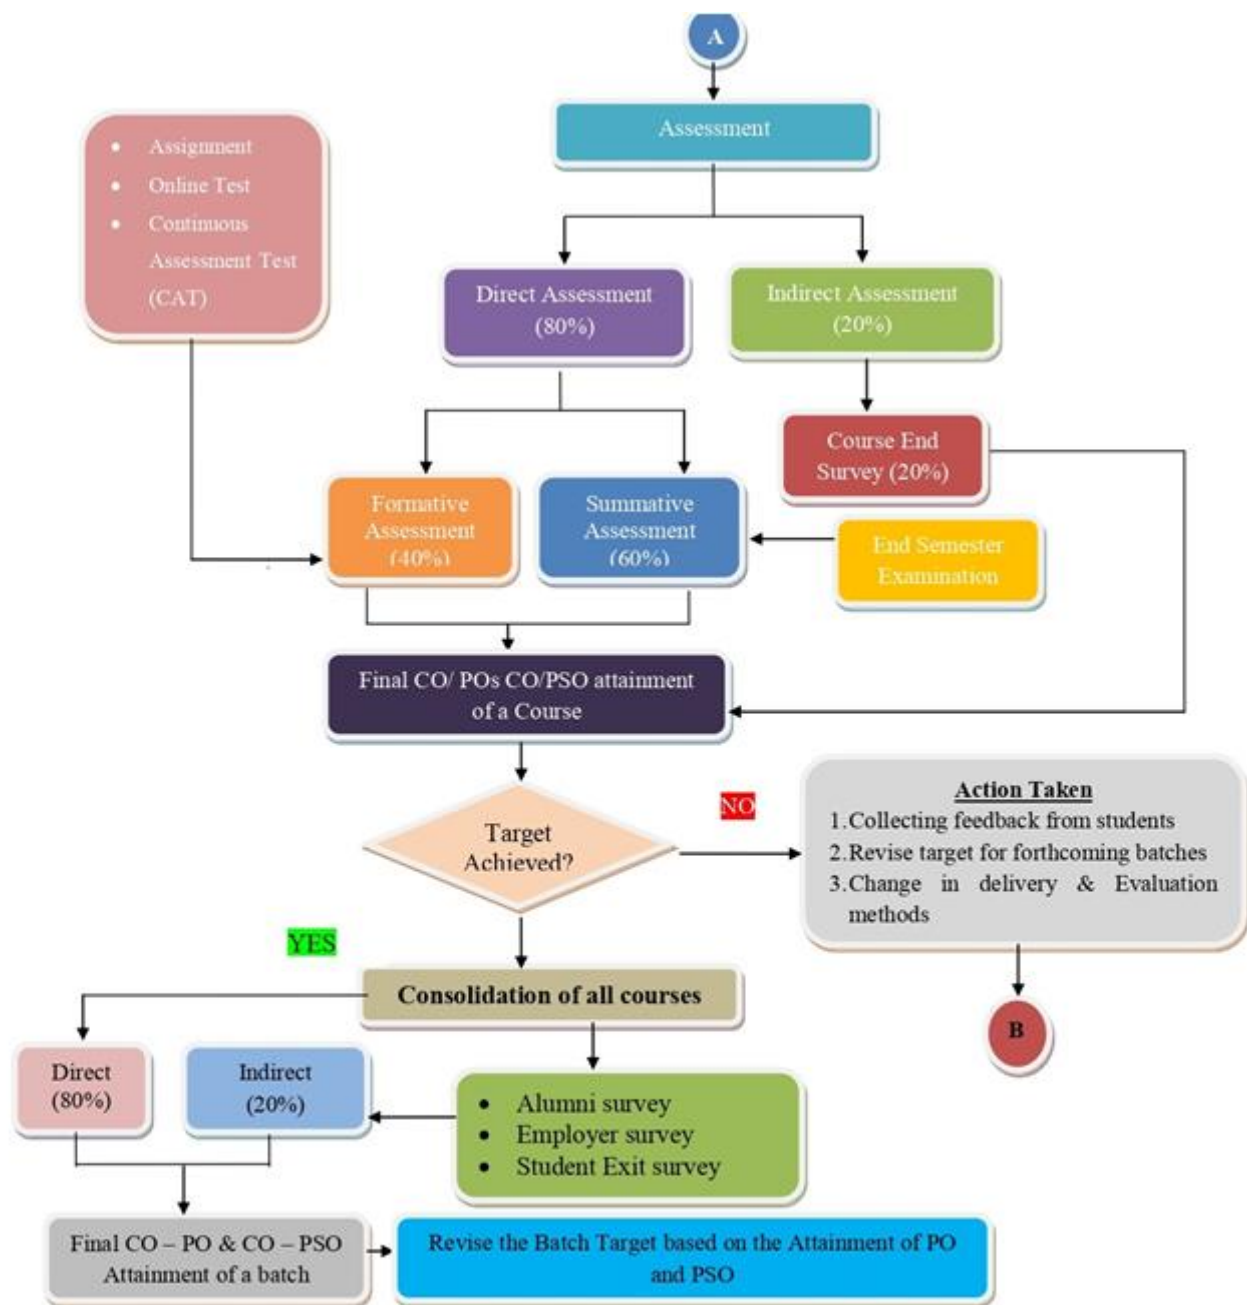 A
Assessment
• Assignment
• Online Test
• Continuous
Assessment Test
(CAT)
Direct Assessment
(80%)
Indirect Assessment
(20%)
Course End
Survey (20%)
Formative
Assessment
(40%)
Summative
Assessment
(60%)
End Semester
Examination
Final CO/ POs CO/PSO attainment
of a Course
Target
Achieved?
NO
Action Taken
1. Collecting feedback from students
2. Revise target for forthcoming batches
3. Change in delivery & Evaluation
methods
YES
Consolidation of all courses
B
Direct
(80%)
Indirect
(20%)
• Alumni survey
• Employer survey
• Student Exit survey
Final CO – PO & CO – PSO
Attainment of a batch
Revise the Batch Target based on the Attainment of PO
and PSO